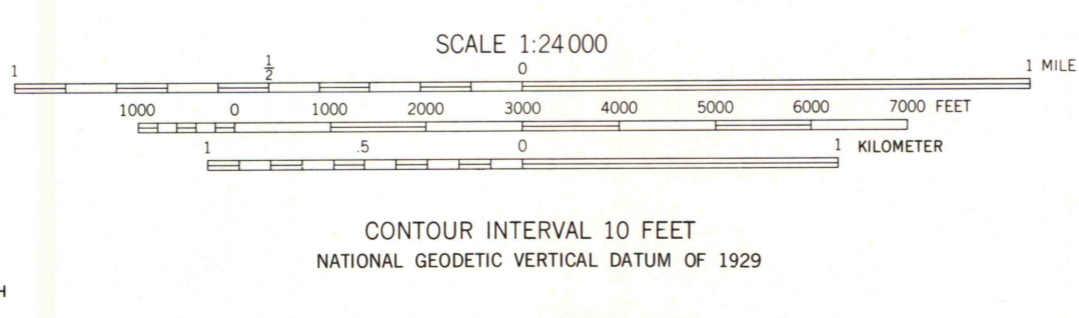 SCALE 1:24 000
1 ½ 0 1 MILE
1000 0 1000 2000 3000 4000 5000 6000 7000 FEET
1 .5 0 1 KILOMETER
CONTOUR INTERVAL 10 FEET
NATIONAL GEODETIC VERTICAL DATUM OF 1929
H